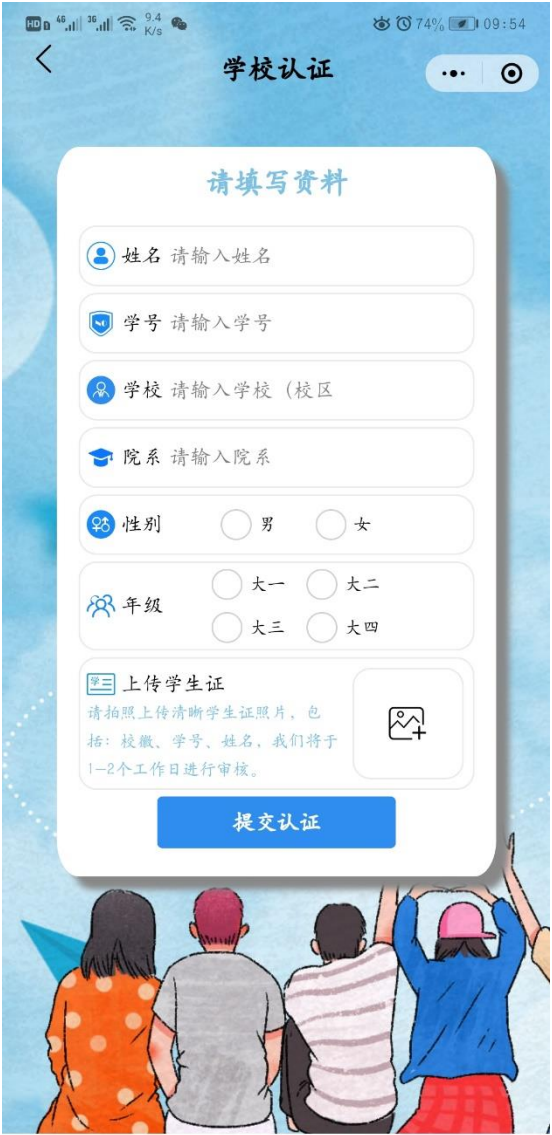 HD 4G 3G 9.4 K/s 74% 09:54
学校认证
请填写资料
姓名 请输入姓名
学号 请输入学号
学校 请输入学校（校区
院系 请输入院系
性别 男 女
年级 大一 大二
大三 大四
上传学生证
请拍照上传清晰学生证照片，包
括：校徽、学号、姓名，我们将于
1-2个工作日进行审核。
提交认证